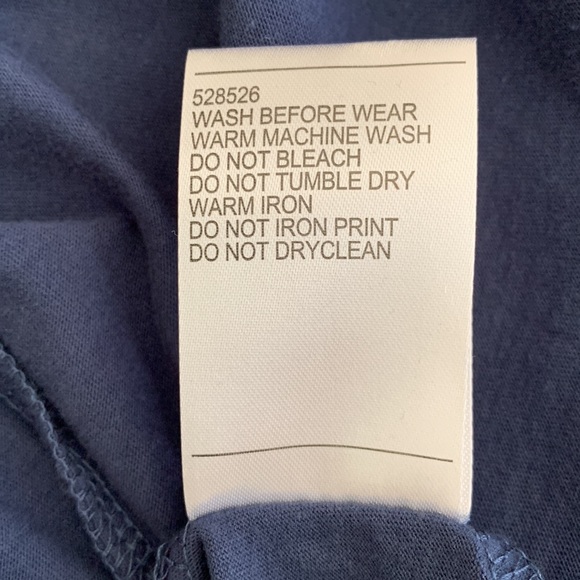 528526
WASH BEFORE WEAR
WARM MACHINE WASH
DO NOT BLEACH
DO NOT TUMBLE DRY
WARM IRON
DO NOT IRON PRINT
DO NOT DRYCLEAN